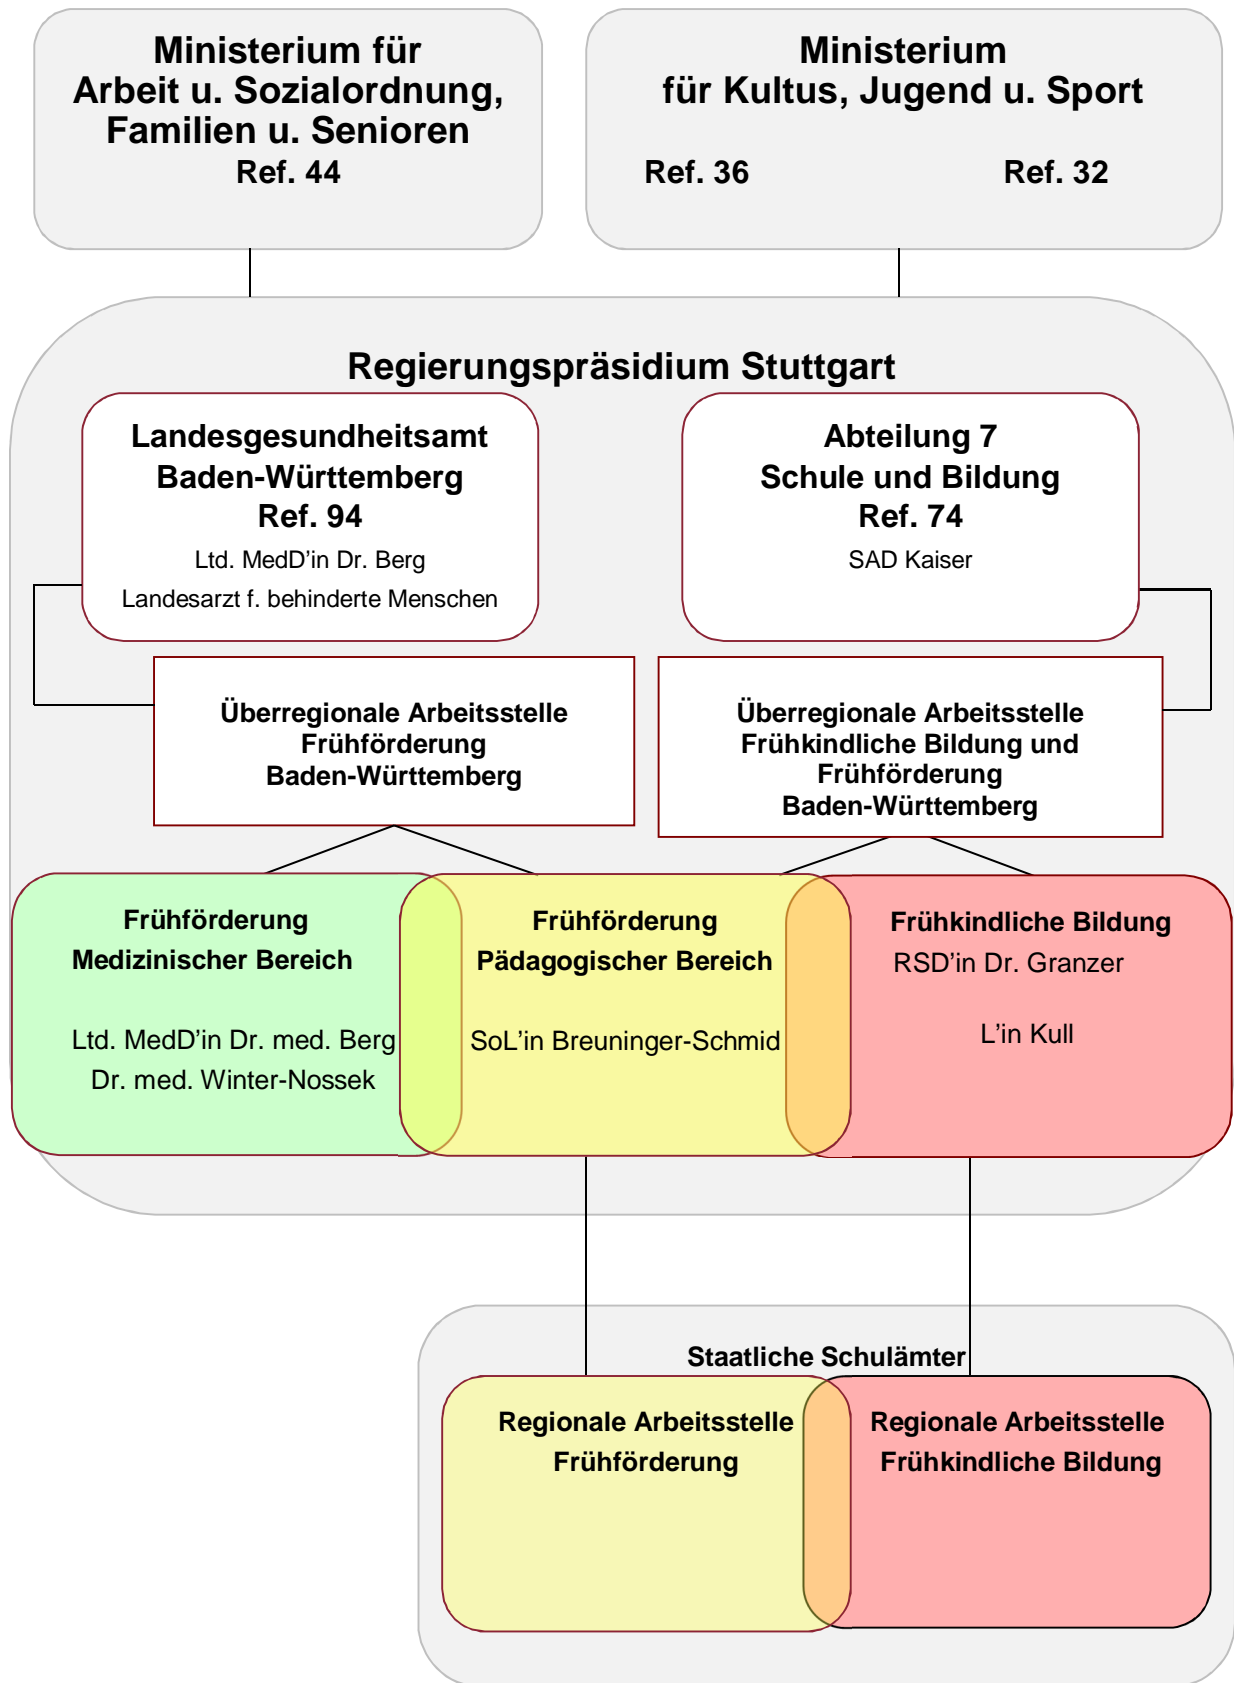 Ministerium für
Arbeit u. Sozialordnung,
Familien u. Senioren
Ref. 44
Ministerium
für Kultus, Jugend u. Sport
Ref. 36
Ref. 32
Regierungspräsidium Stuttgart
Landesgesundheitsamt
Baden-Württemberg
Ref. 94
Ltd. MedD’in Dr. Berg
Landesarzt f. behinderte Menschen
Abteilung 7
Schule und Bildung
Ref. 74
SAD Kaiser
Überregionale Arbeitsstelle
Frühförderung
Baden-Württemberg
Überregionale Arbeitsstelle
Frühkindliche Bildung und
Frühförderung
Baden-Württemberg
Frühförderung
Medizinischer Bereich
Ltd. MedD’in Dr. med. Berg
Dr. med. Winter-Nossek
Frühförderung
Pädagogischer Bereich
SoL’in Breuninger-Schmid
Frühkindliche Bildung
RSD’in Dr. Granzer
L’in Kull
Staatliche Schulämter
Regionale Arbeitsstelle
Frühförderung
Regionale Arbeitsstelle
Frühkindliche Bildung